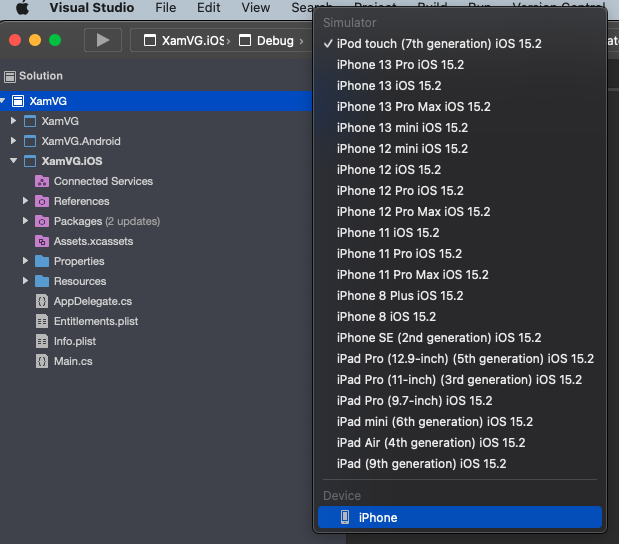 Visual Studio File Edit View Search Project Build Run Version Control
XamVG.iOS › Debug ›
Solution
XamVG
XamVG
XamVG.Android
XamVG.iOS
Connected Services
References
Packages (2 updates)
Assets.xcassets
Properties
Resources
AppDelegate.cs
Entitlements.plist
Info.plist
Main.cs
Simulator
✓ iPod touch (7th generation) iOS 15.2
iPhone 13 Pro iOS 15.2
iPhone 13 iOS 15.2
iPhone 13 Pro Max iOS 15.2
iPhone 13 mini iOS 15.2
iPhone 12 mini iOS 15.2
iPhone 12 iOS 15.2
iPhone 12 Pro iOS 15.2
iPhone 12 Pro Max iOS 15.2
iPhone 11 iOS 15.2
iPhone 11 Pro iOS 15.2
iPhone 11 Pro Max iOS 15.2
iPhone 8 Plus iOS 15.2
iPhone 8 iOS 15.2
iPhone SE (2nd generation) iOS 15.2
iPad Pro (12.9-inch) (5th generation) iOS 15.2
iPad Pro (11-inch) (3rd generation) iOS 15.2
iPad Pro (9.7-inch) iOS 15.2
iPad mini (6th generation) iOS 15.2
iPad Air (4th generation) iOS 15.2
iPad (9th generation) iOS 15.2
Device
iPhone